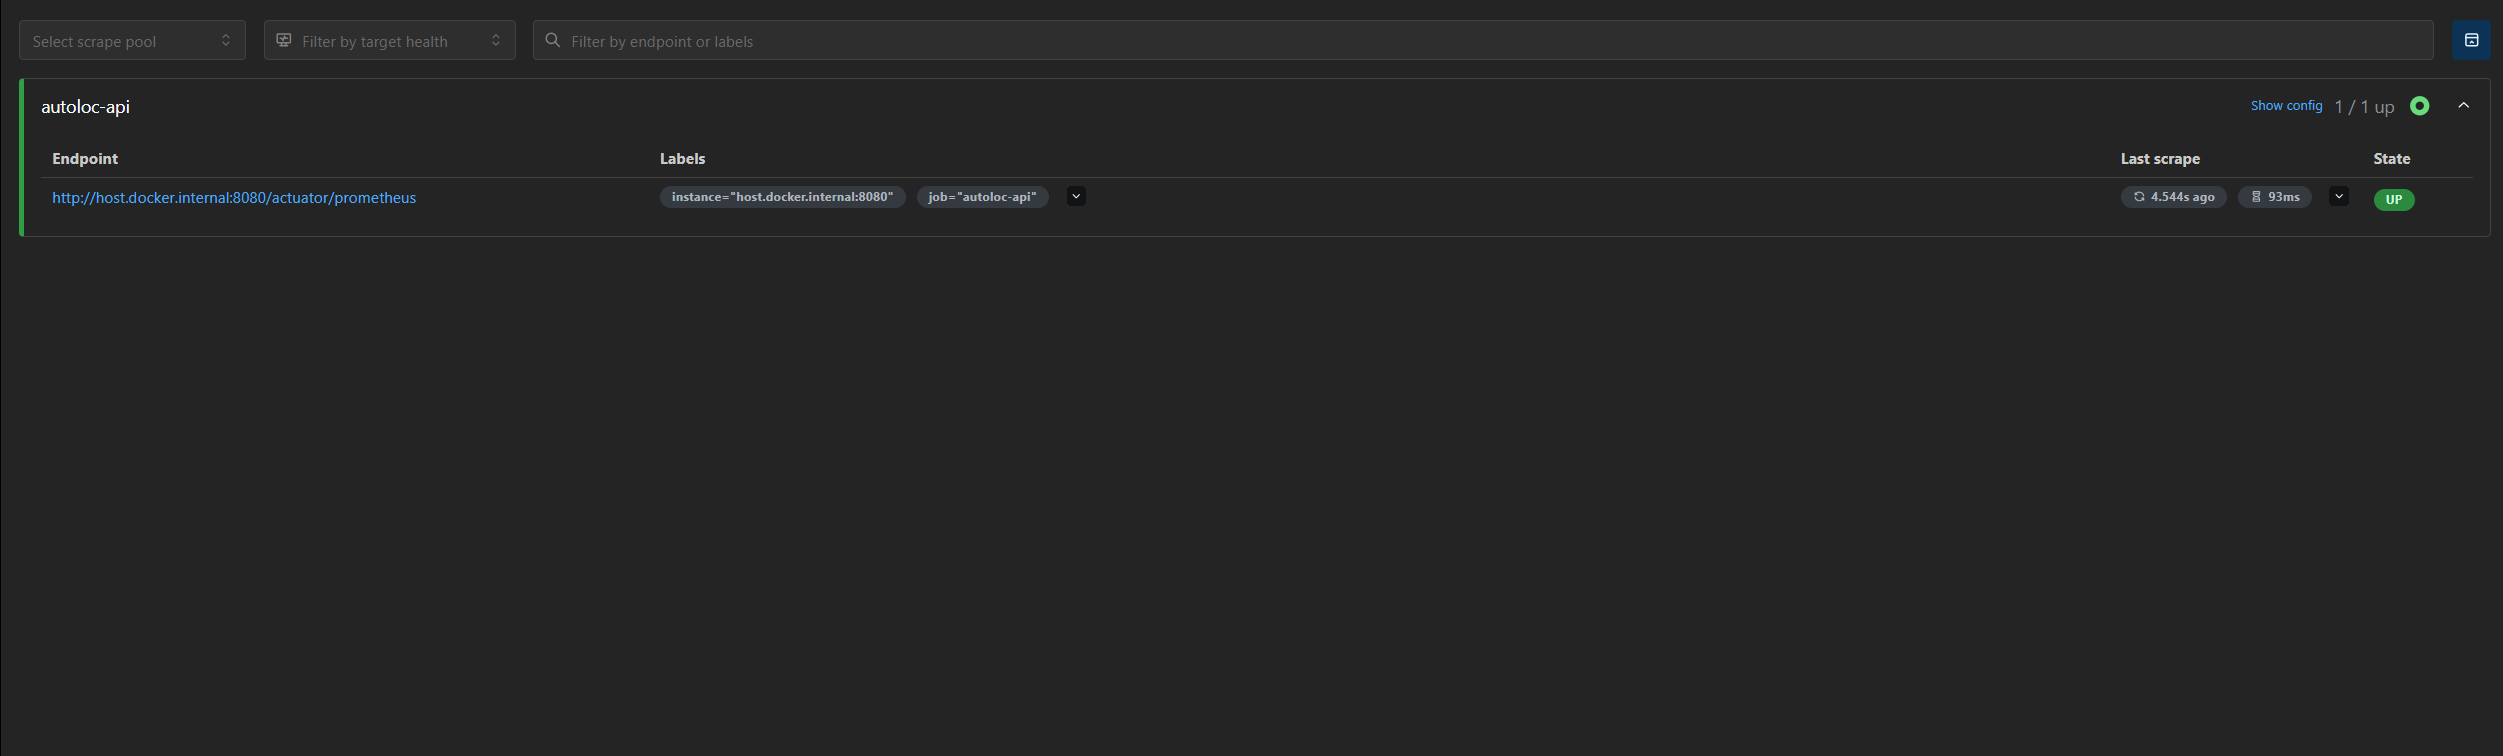 Select scrape pool Filter by target health Filter by endpoint or labels
autoloc-api Show config 1 / 1 up
Endpoint Labels Last scrape State
http://host.docker.internal:8080/actuator/prometheus instance="host.docker.internal:8080" job="autoloc-api" 4.544s ago 93ms UP